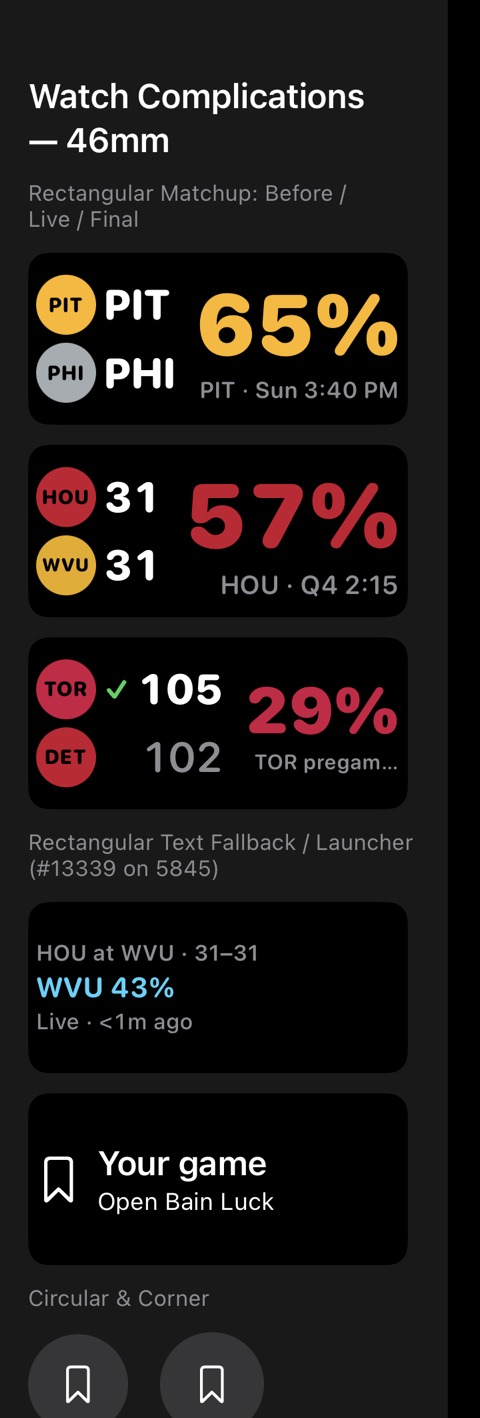 Watch Complications
— 46mm
Rectangular Matchup: Before /
Live / Final
PIT PIT 65%
PHI PHI PIT · Sun 3:40 PM
HOU 31 57%
WVU 31 HOU · Q4 2:15
TOR ✓ 105 29%
DET 102 TOR pregam...
Rectangular Text Fallback / Launcher
(#13339 on 5845)
HOU at WVU · 31–31
WVU 43%
Live · <1m ago
Your game
Open Bain Luck
Circular & Corner